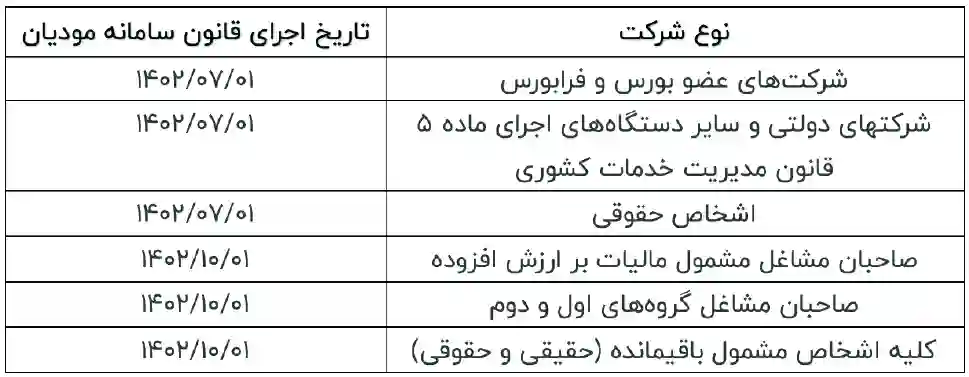 نوع شرکت
تاریخ اجرای قانون سامانه مودیان
شرکت‌های عضو بورس و فرابورس
۱۴۰۲/۰۷/۰۱
شرکتهای دولتی و سایر دستگاه‌های اجرای ماده ۵
قانون مدیریت خدمات کشوری
۱۴۰۲/۰۷/۰۱
اشخاص حقوقی
۱۴۰۲/۰۷/۰۱
صاحبان مشاغل مشمول مالیات بر ارزش افزوده
۱۴۰۲/۱۰/۰۱
صاحبان مشاغل گروه‌های اول و دوم
۱۴۰۲/۱۰/۰۱
کلیه اشخاص مشمول باقیمانده (حقیقی و حقوقی)
۱۴۰۲/۱۰/۰۱